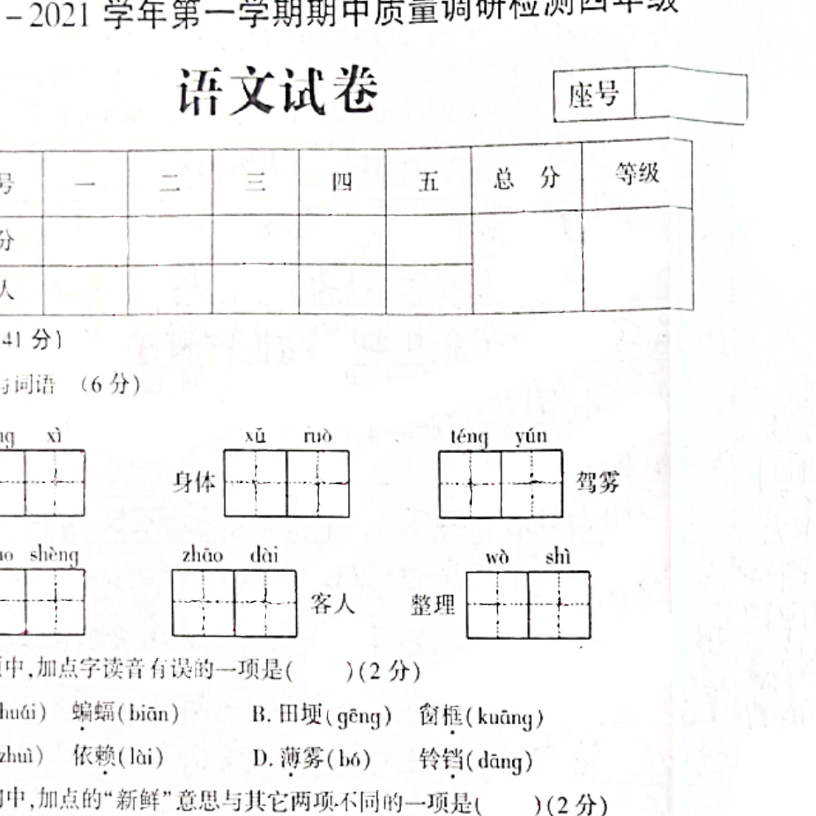 -2021 学年第一学期期中质量调研检测四年级
语文试卷
座号
号 一 二 三 四 五 总 分 等级
分
人
41 分)
词语 (6 分)
xì xū ruò téng yún
身体 驾雾
shèng zhāo dài wò shì
客人 整理
中,加点字读音有误的一项是( )(2 分)
huái) 蝙蝠(biān) B. 田埂(gēng) 窗框(kuāng)
zhuì) 依赖(lài) D. 薄雾(bó) 铃铛(dāng)
中,加点的“新鲜”意思与其它两项不同的一项是( )(2 分)